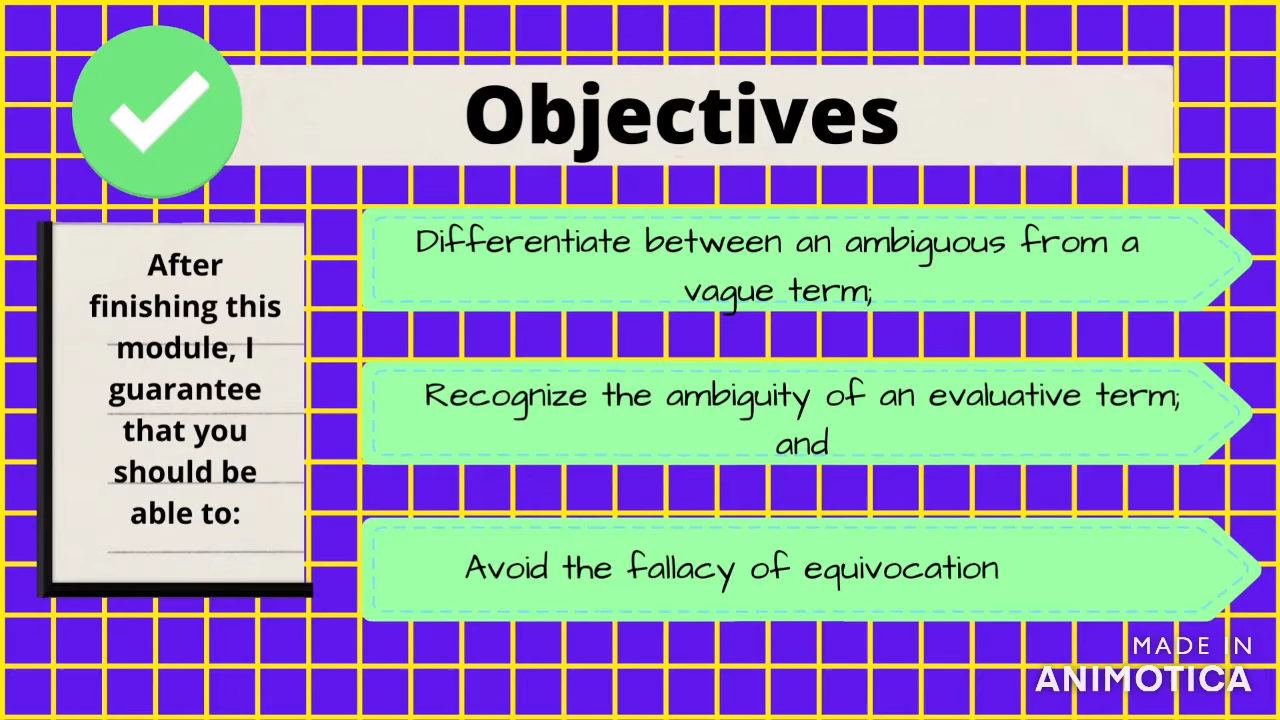 Objectives
After
finishing this
module, I
guarantee
that you
should be
able to:
Differentiate between an ambiguous from a
vague term;
Recognize the ambiguity of an evaluative term;
and
Avoid the fallacy of equivocation
MADE IN
ANIMOTICA